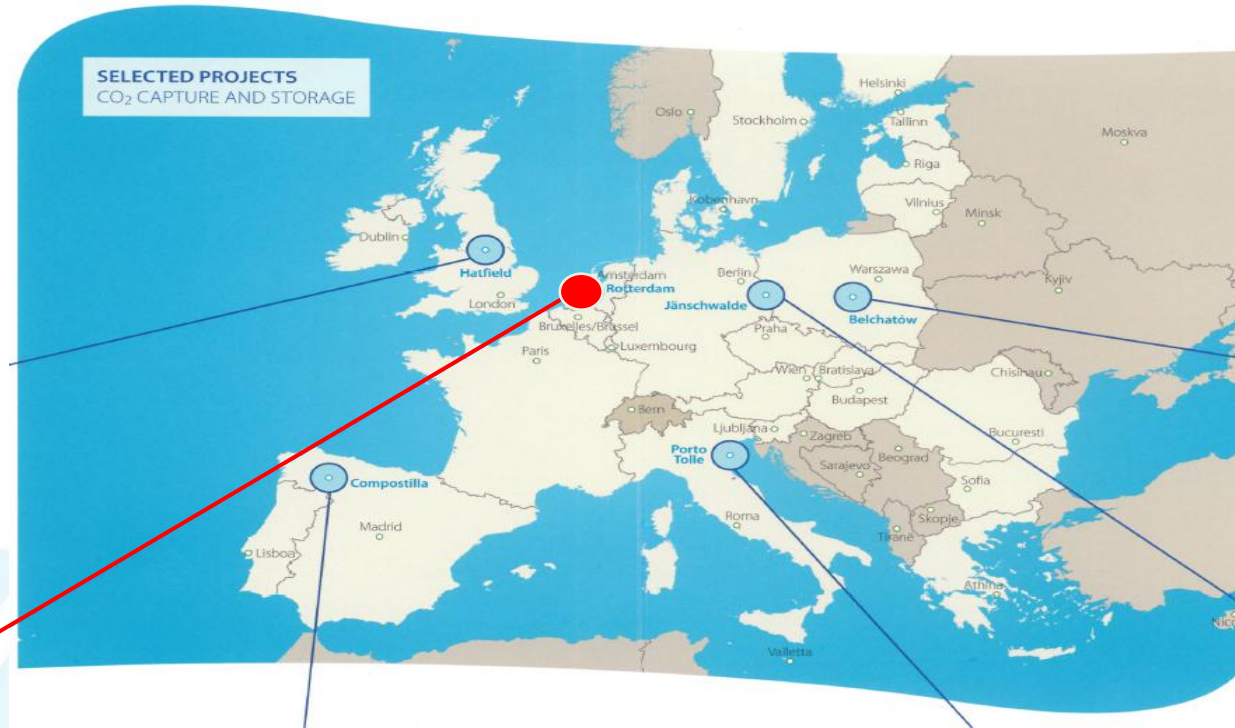 SELECTED PROJECTS
CO₂ CAPTURE AND STORAGE
Helsinki
Oslo
Stockholm
Tallinn
Moskva
Riga
København
Vilnius
Minsk
Dublin
Hatfield
Amsterdam
Rotterdam
Berlin
Warszawa
Kyjiv
London
Jänschwalde
Belchatów
Bruxelles/Brussel
Praha
Luxembourg
Paris
Wien
Bratislava
Chisinau
Budapest
Bern
Ljubljana
Zagreb
Bucuresti
Porto
Tolle
Beograd
Sarajevo
Compostilla
Sofia
Madrid
Roma
Skopje
Tiranë
Lisboa
Athina
Valletta